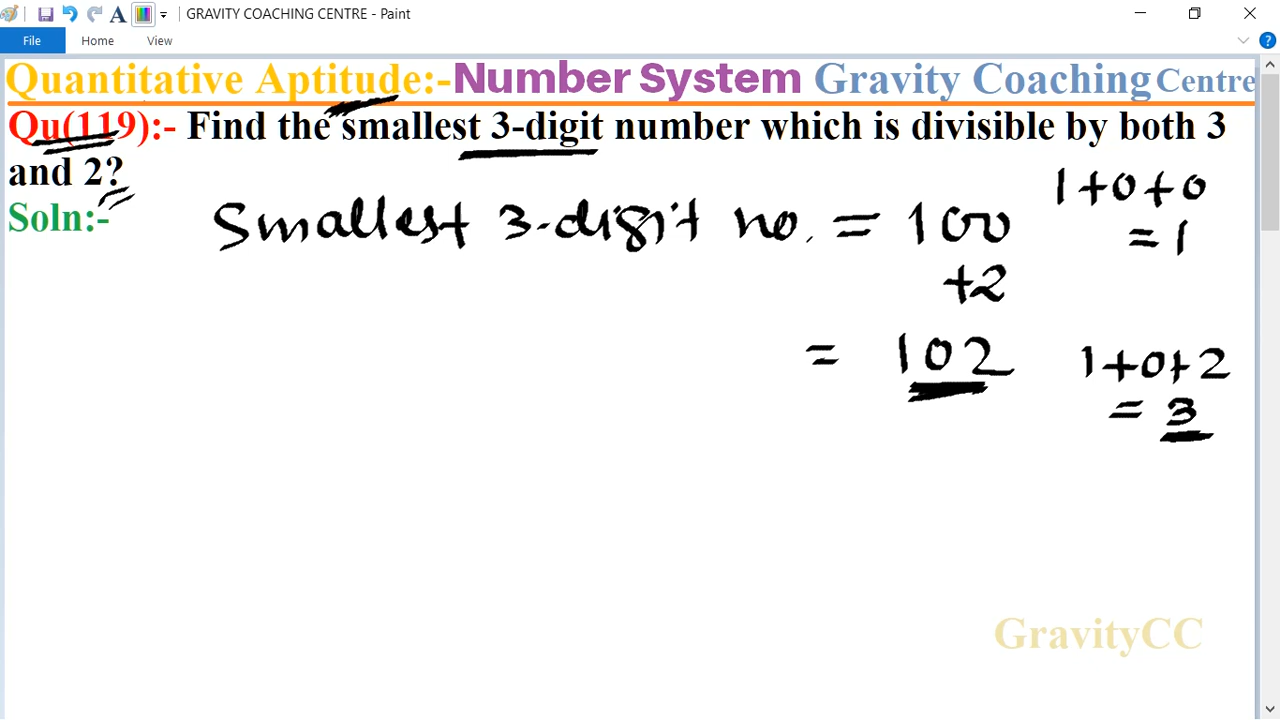 GRAVITY COACHING CENTRE - Paint
File Home View
Quantitative Aptitude:-Number System Gravity Coaching Centre
Qu(119):- Find the smallest 3-digit number which is divisible by both 3
and 2?
Soln:-
Smallest 3-digit no. = 100
+2
= 102
1+0+0
= 1
1+0+2
= 3
GravityCC